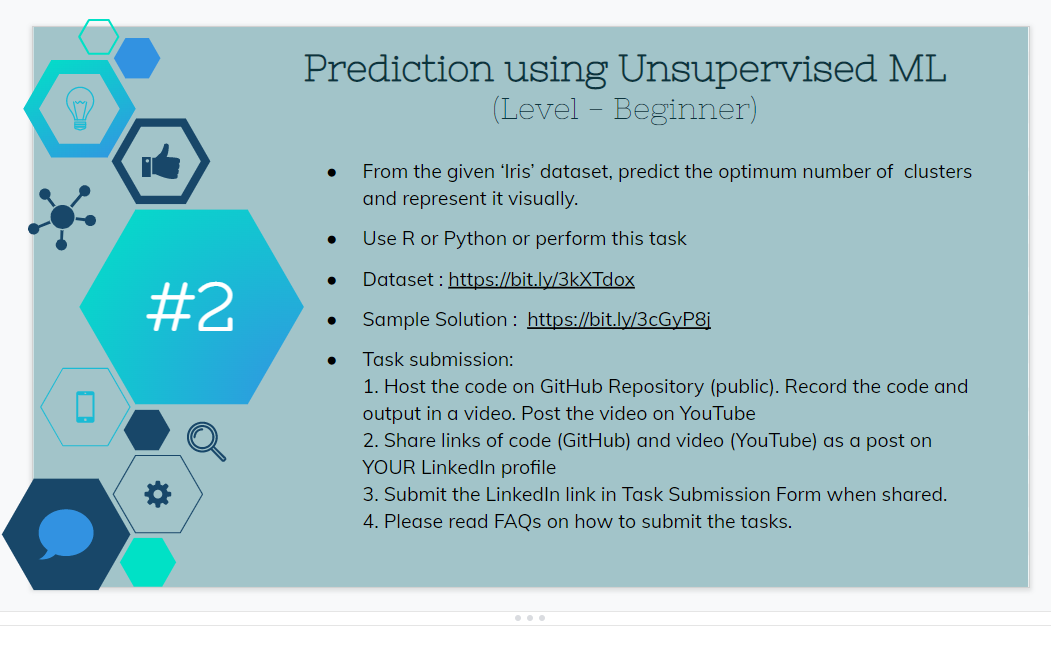 Prediction using Unsupervised ML
(Level - Beginner)
● From the given ‘Iris’ dataset, predict the optimum number of clusters
and represent it visually.
● Use R or Python or perform this task
● Dataset : https://bit.ly/3kXTdox
● Sample Solution : https://bit.ly/3cGyP8j
● Task submission:
1. Host the code on GitHub Repository (public). Record the code and
output in a video. Post the video on YouTube
2. Share links of code (GitHub) and video (YouTube) as a post on
YOUR LinkedIn profile
3. Submit the LinkedIn link in Task Submission Form when shared.
4. Please read FAQs on how to submit the tasks.
#2